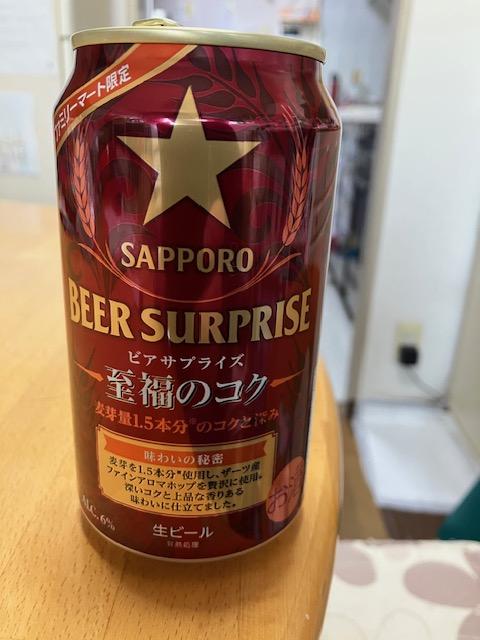 ファミリーマート限定
SAPPORO
BEER SURPRISE
ビアサプライズ
至福のコク
麦芽量1.5本分※のコクと深み
味わいの秘密
麦芽を1.5本分※使用し、ザーツ産
ファインアロマホップを贅沢に使用。
深いコクと上品な香りある
味わいに仕立てました。
お
ALC. 6%
生ビール
非熱処理